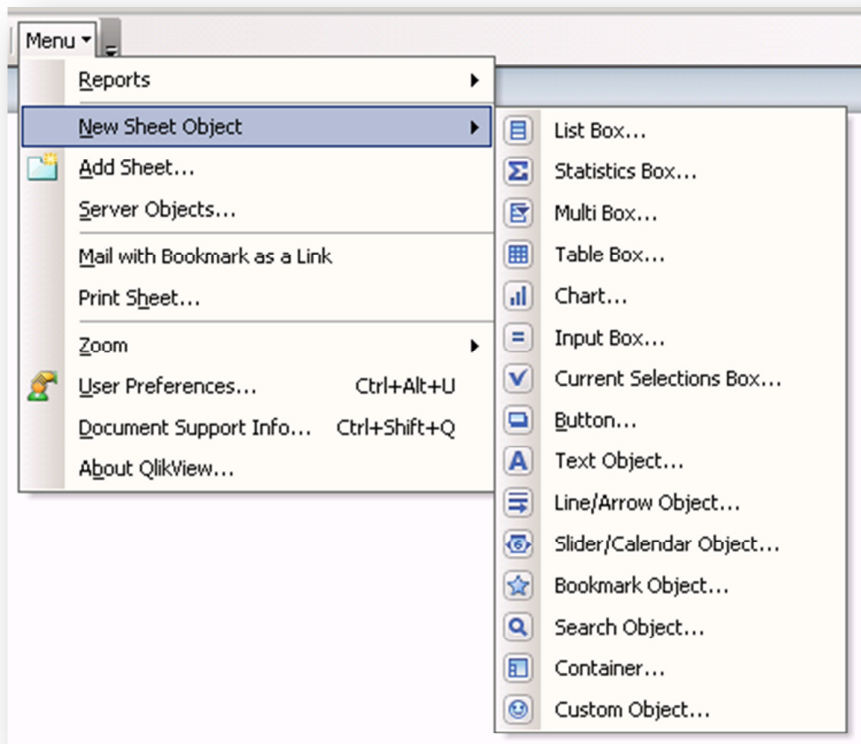 Menu
Reports
New Sheet Object
Add Sheet...
Server Objects...
Mail with Bookmark as a Link
Print Sheet...
Zoom
User Preferences... Ctrl+Alt+U
Document Support Info... Ctrl+Shift+Q
About QlikView...
List Box...
Statistics Box...
Multi Box...
Table Box...
Chart...
Input Box...
Current Selections Box...
Button...
Text Object...
Line/Arrow Object...
Slider/Calendar Object...
Bookmark Object...
Search Object...
Container...
Custom Object...